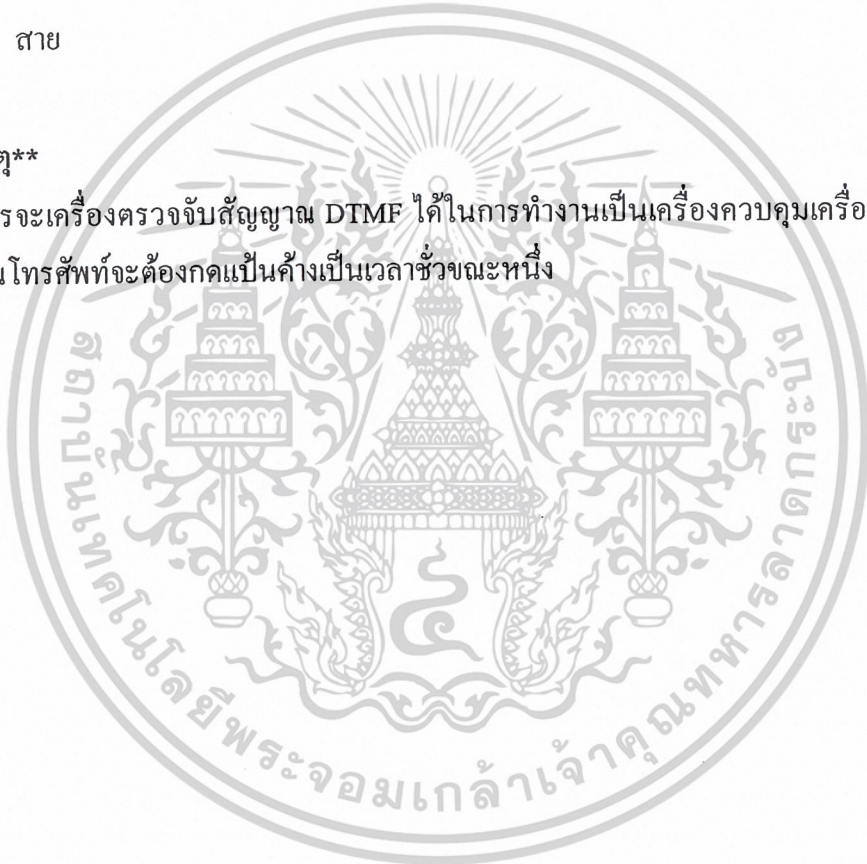 สาย
ตุ**
รจะเครื่องตรวจจับสัญญาณ DTMF ได้ในการทำงานเป็นเครื่องควบคุมเครื่อ
นโทรศัพท์จะต้องกดแป้นค้างเป็นเวลาชั่วขณะหนึ่ง
สถาบันเทคโนโลยีพระจอมเกล้าเจ้าคุณทหารลาดกระบัง